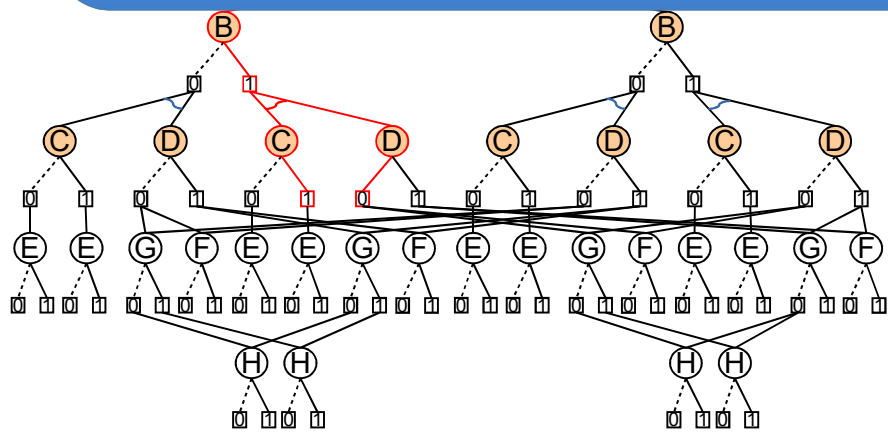 B B
0 1 0 1
C D C D C D C D
0 1 0 1 0 1 0 1 0 1 0 1 0 1 0 1
E E G F E E G F E E G F E E G F
0 1 0 1 0 1 0 1 0 1 0 1 0 1 0 1 0 1 0 1 0 1 0 1 0 1 0 1 0 1 0 1
H H H H
0 1 0 1 0 1 0 1